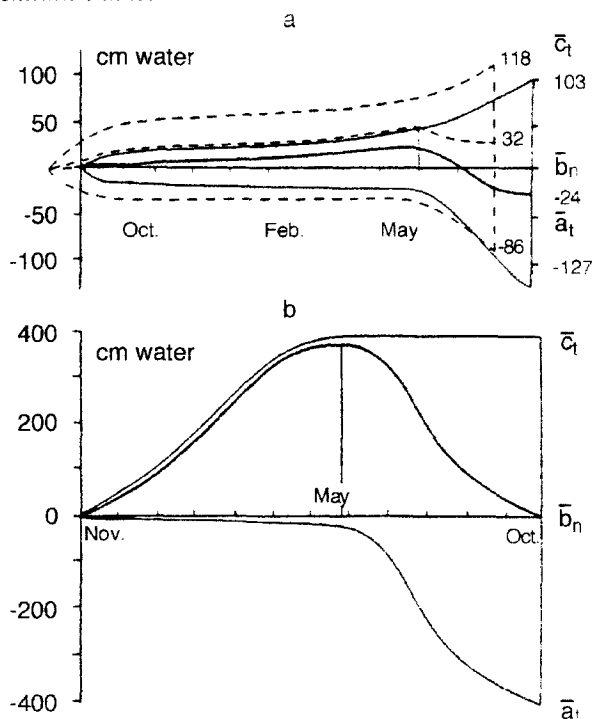 a
cm water
c̄t
100
118
103
50
32
0
b̄n
-24
-50
Oct.
Feb.
May
āt
-86
-100
-127
b
400
cm water
c̄t
200
May
0
b̄n
Nov.
Oct.
-200
-400
āt